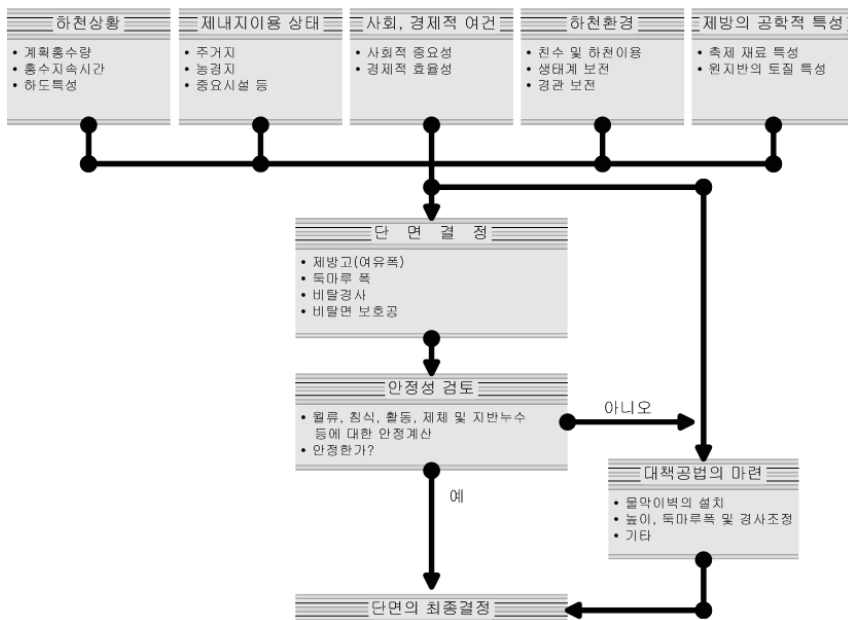 하천상황
• 계획홍수량
• 홍수지속시간
• 하도특성
제내지이용 상태
• 주거지
• 농경지
• 중요시설 등
사회, 경제적 여건
• 사회적 중요성
• 경제적 효율성
하천환경
• 친수 및 하천이용
• 생태계 보전
• 경관 보전
제방의 공학적 특성
• 축제 재료 특성
• 원지반의 토질 특성
단 면 결 정
• 제방고(여유폭)
• 둑마루 폭
• 비탈경사
• 비탈면 보호공
안정성 검토
• 월류, 침식, 활동, 제체 및 지반누수
등에 대한 안정계산
• 안정한가?
아니오
예
대책공법의 마련
• 물막이벽의 설치
• 높이, 둑마루폭 및 경사조정
• 기타
단면의 최종결정